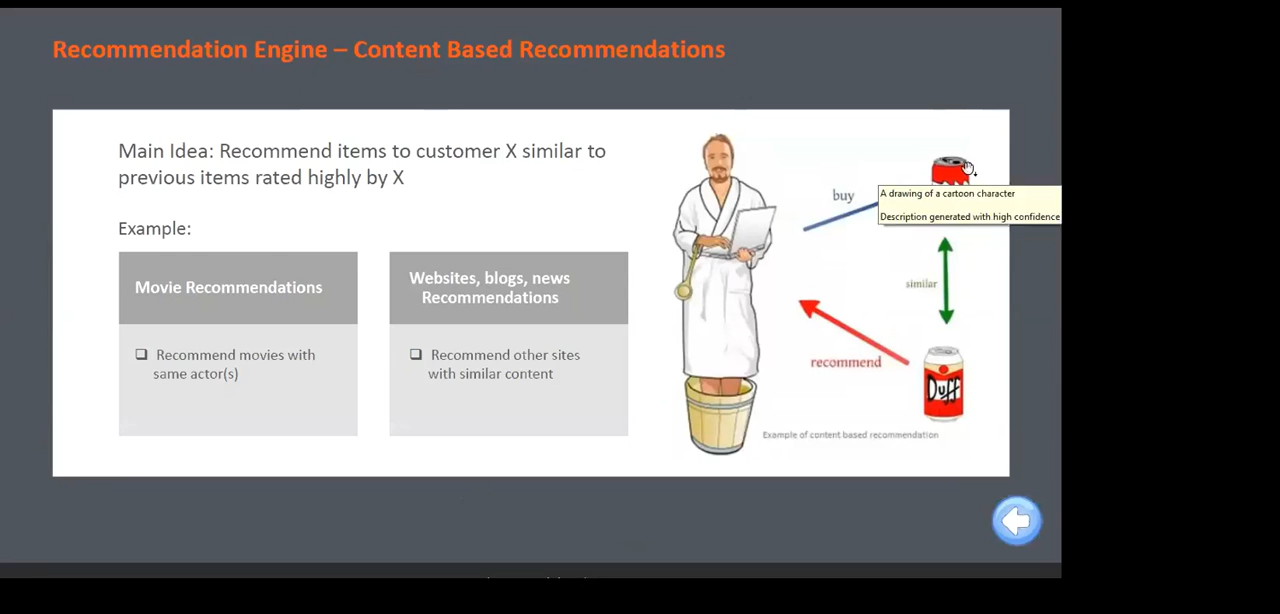 Recommendation Engine – Content Based Recommendations
Main Idea: Recommend items to customer X similar to
previous items rated highly by X
Example:
Movie Recommendations
Recommend movies with
same actor(s)
Websites, blogs, news
Recommendations
Recommend other sites
with similar content
buy
A drawing of a cartoon character
Description generated with high confidence
similar
recommend
Duff
Example of content based recommendation